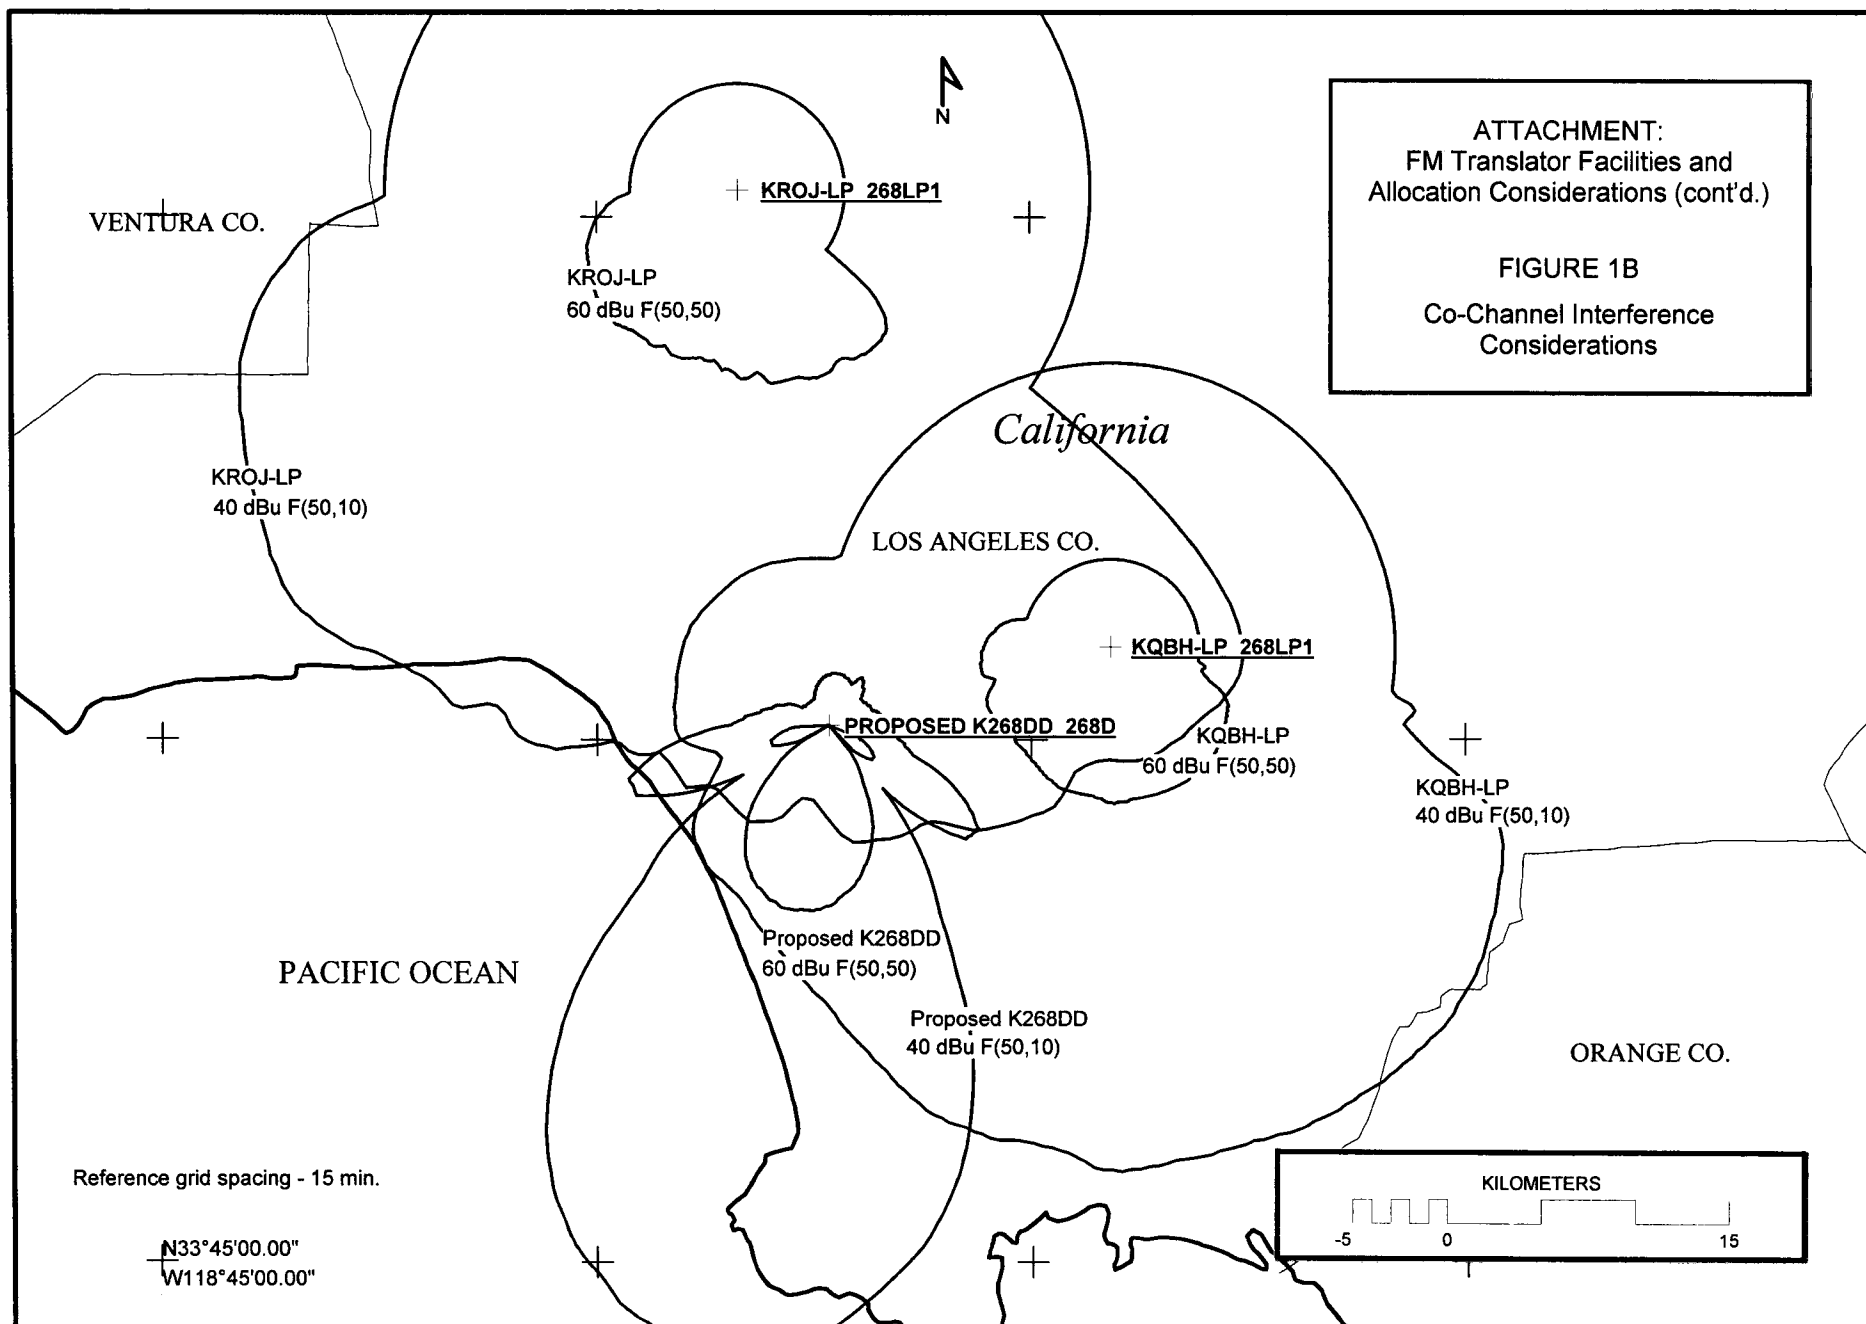 N
ATTACHMENT:
FM Translator Facilities and
Allocation Considerations (cont'd.)
FIGURE 1B
Co-Channel Interference
Considerations
KROJ-LP 268LP1
VENTURA CO.
KROJ-LP
60 dBu F(50,50)
California
KROJ-LP
40 dBu F(50,10)
LOS ANGELES CO.
KQBH-LP 268LP1
PROPOSED K268DD 268D
KQBH-LP
60 dBu F(50,50)
KQBH-LP
40 dBu F(50,10)
Proposed K268DD
60 dBu F(50,50)
PACIFIC OCEAN
Proposed K268DD
40 dBu F(50,10)
ORANGE CO.
Reference grid spacing - 15 min.
KILOMETERS
-5 0 15
N33°45'00.00"
W118°45'00.00"